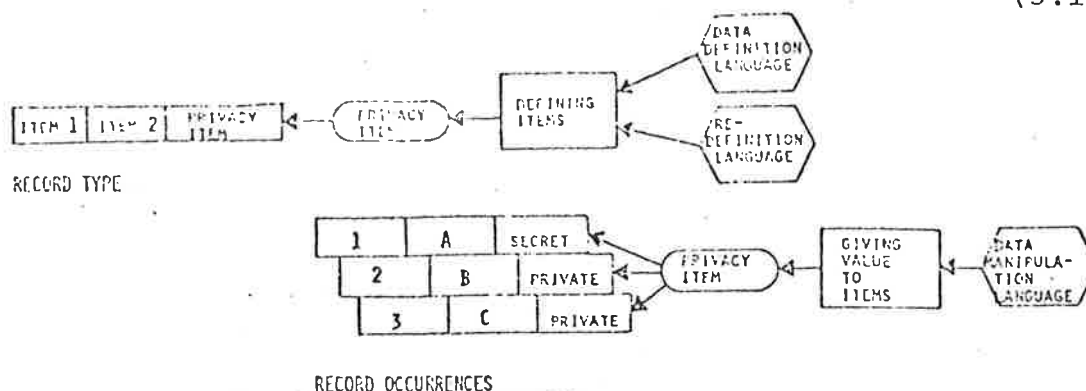 (5.1
DATA
DEFINITION
LANGUAGE
DEFINING
ITEMS
PRIVACY
ITEM
ITEM 1 ITEM 2 PRIVACY
ITEM
RE-
DEFINITION
LANGUAGE
RECORD TYPE
1 A SECRET
2 B PRIVATE
3 C PRIVATE
PRIVACY
ITEM
GIVING
VALUE
TO
ITEMS
DATA
MANIPULA-
TION
LANGUAGE
RECORD OCCURRENCES